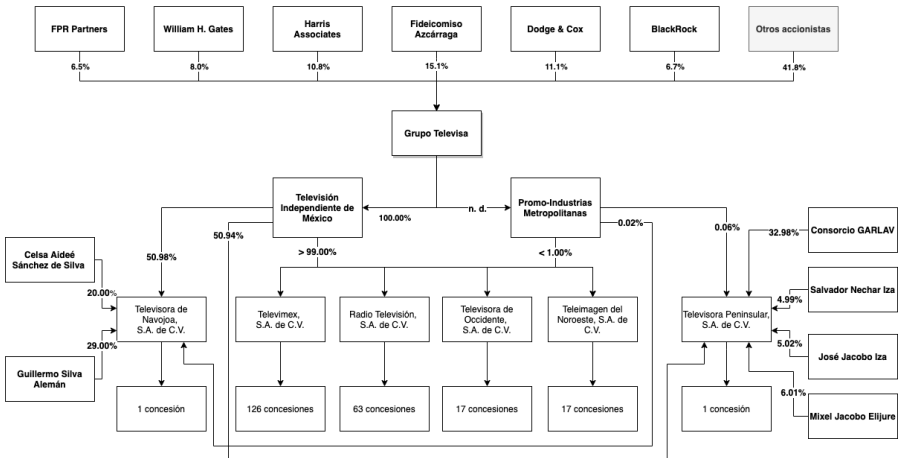 FPR Partners
William H. Gates
Harris
Associates
Fideicomiso
Azcárraga
Dodge & Cox
BlackRock
Otros accionistas
6.5%
8.0%
10.8%
15.1%
11.1%
6.7%
41.8%
Grupo Televisa
Televisión
Independiente de
México
100.00%
n. d.
Promo-Industrias
Metropolitanas
50.98%
50.94%
> 99.00%
< 1.00%
0.02%
0.06%
32.98%
Consorcio GARLAV
Celsa Aideé
Sánchez de Silva
20.00%
Guillermo Silva
Alemán
29.00%
Televisora de
Navojoa,
S.A. de C.V.
Televimex,
S.A. de C.V.
Radio Televisión,
S.A. de C.V.
Televisora de
Occidente,
S.A. de C.V.
Teleimagen del
Noroeste, S.A. de
C.V.
Televisora Peninsular,
S.A. de C.V.
4.99%
Salvador Nechar Iza
5.02%
José Jacobo Iza
6.01%
Mixel Jacobo Elijure
1 concesión
126 concesiones
63 concesiones
17 concesiones
17 concesiones
1 concesión